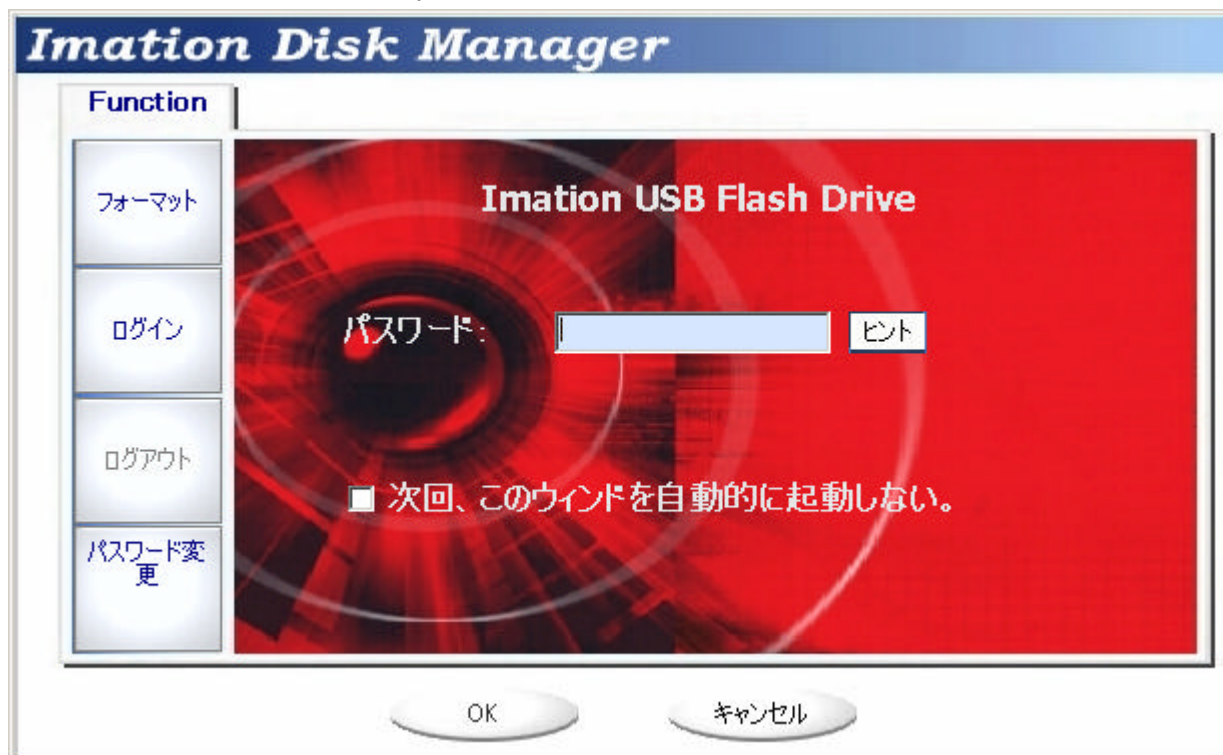 Imation Disk Manager
Function
フォーマット
ログイン
ログアウト
パスワード変
更
Imation USB Flash Drive
パスワード:
ヒント
次回、このウィンドを自動的に起動しない。
OK
キャンセル